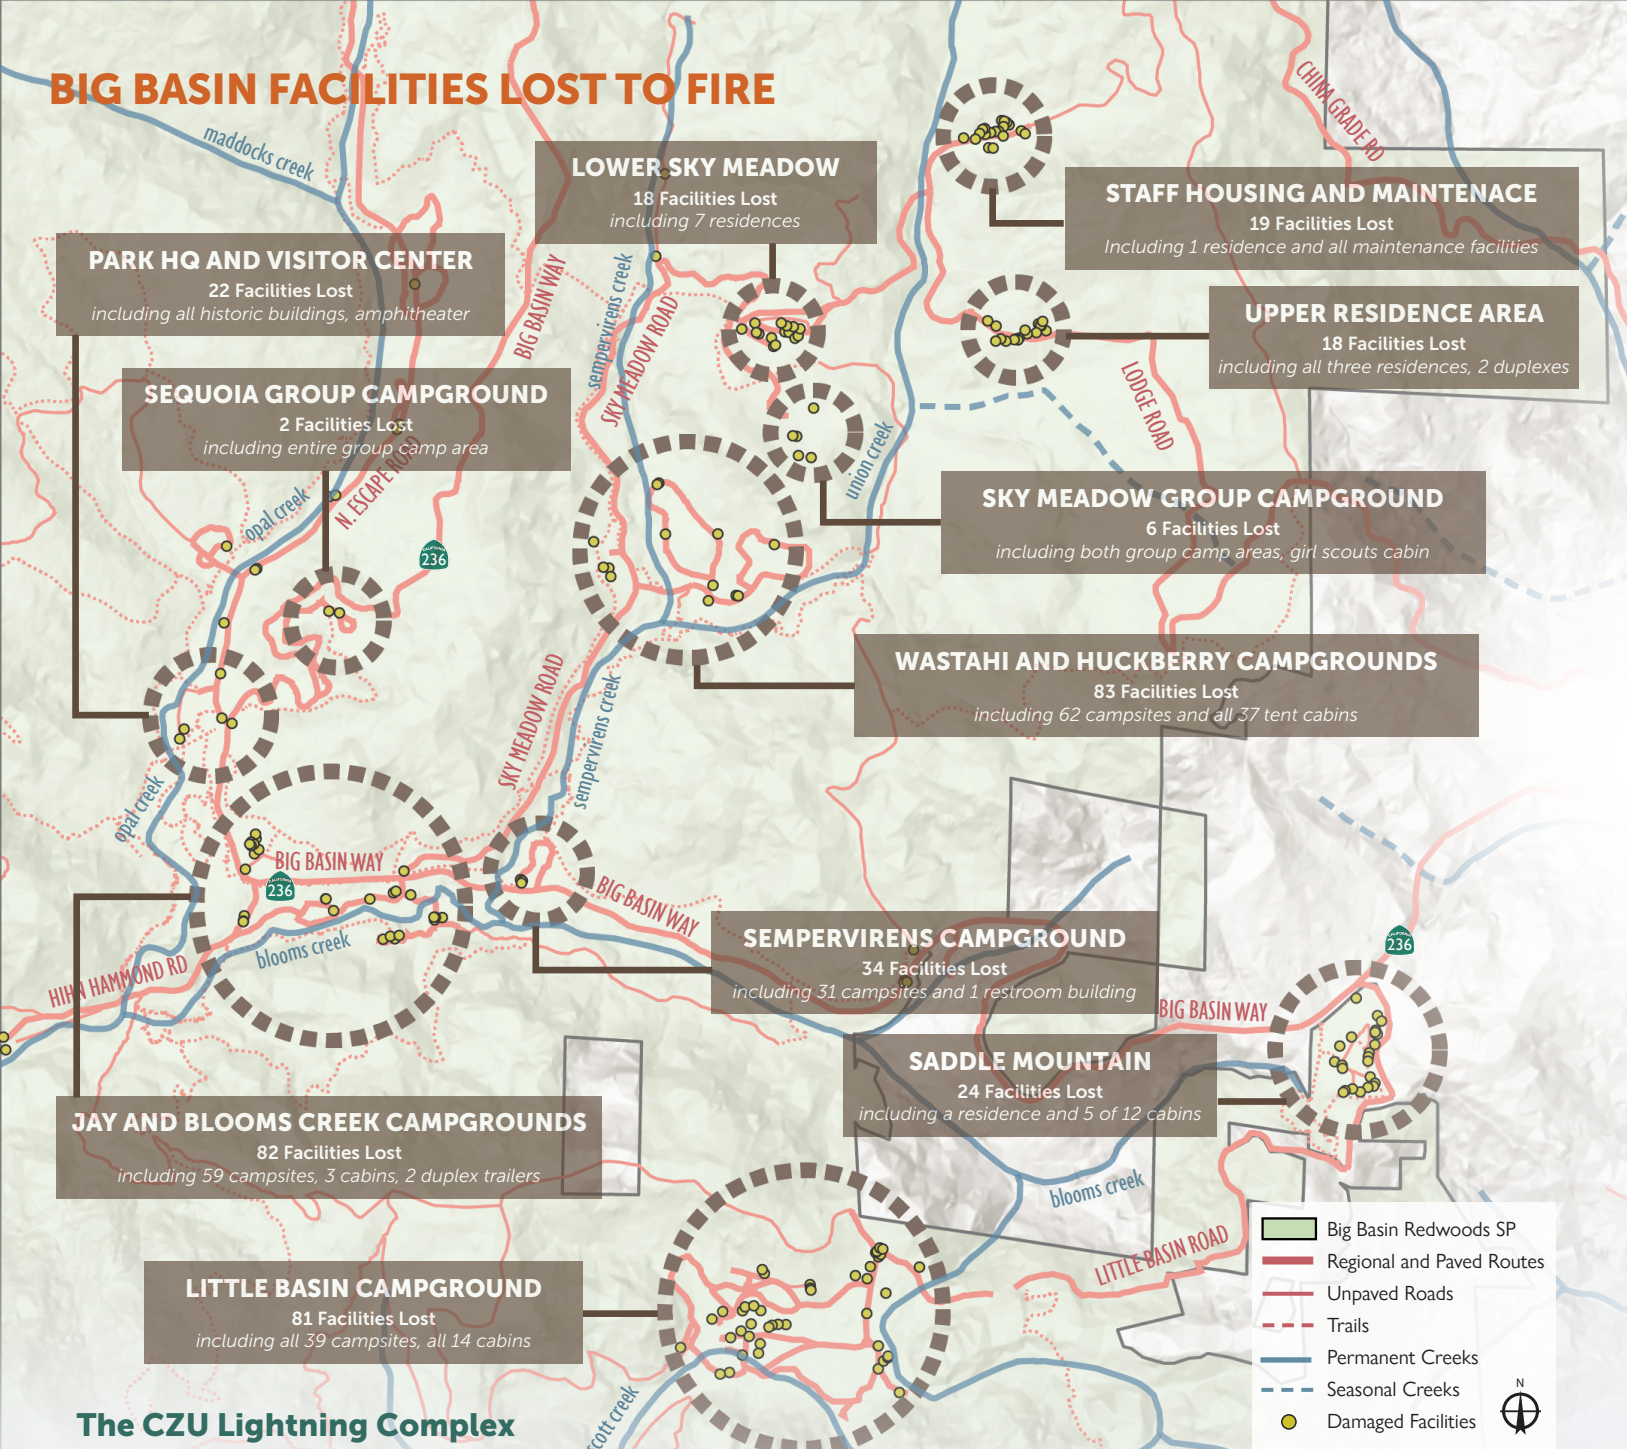 BIG BASIN FACILITIES LOST TO FIRE
maddocks creek
CHINA GRADE RD
LOWER SKY MEADOW
18 Facilities Lost
including 7 residences
STAFF HOUSING AND MAINTENACE
19 Facilities Lost
Including 1 residence and all maintenance facilities
PARK HQ AND VISITOR CENTER
22 Facilities Lost
including all historic buildings, amphitheater
BIG BASIN WAY
sempervirens creek
SKY MEADOW ROAD
UPPER RESIDENCE AREA
18 Facilities Lost
including all three residences, 2 duplexes
LODGE ROAD
SEQUOIA GROUP CAMPGROUND
2 Facilities Lost
including entire group camp area
N. ESCAPE ROAD
opal creek
union creek
CALIFORNIA
236
SKY MEADOW GROUP CAMPGROUND
6 Facilities Lost
including both group camp areas, girl scouts cabin
WASTAHI AND HUCKBERRY CAMPGROUNDS
83 Facilities Lost
including 62 campsites and all 37 tent cabins
SKY MEADOW ROAD
sempervirens creek
opal creek
BIG BASIN WAY
CALIFORNIA
236
BIG BASIN WAY
blooms creek
HIHN HAMMOND RD
SEMPERVIRENS CAMPGROUND
34 Facilities Lost
including 31 campsites and 1 restroom building
CALIFORNIA
236
BIG BASIN WAY
SADDLE MOUNTAIN
24 Facilities Lost
including a residence and 5 of 12 cabins
JAY AND BLOOMS CREEK CAMPGROUNDS
82 Facilities Lost
including 59 campsites, 3 cabins, 2 duplex trailers
blooms creek
LITTLE BASIN ROAD
LITTLE BASIN CAMPGROUND
81 Facilities Lost
including all 39 campsites, all 14 cabins
scott creek
The CZU Lightning Complex
Big Basin Redwoods SP
Regional and Paved Routes
Unpaved Roads
Trails
Permanent Creeks
Seasonal Creeks
Damaged Facilities
N